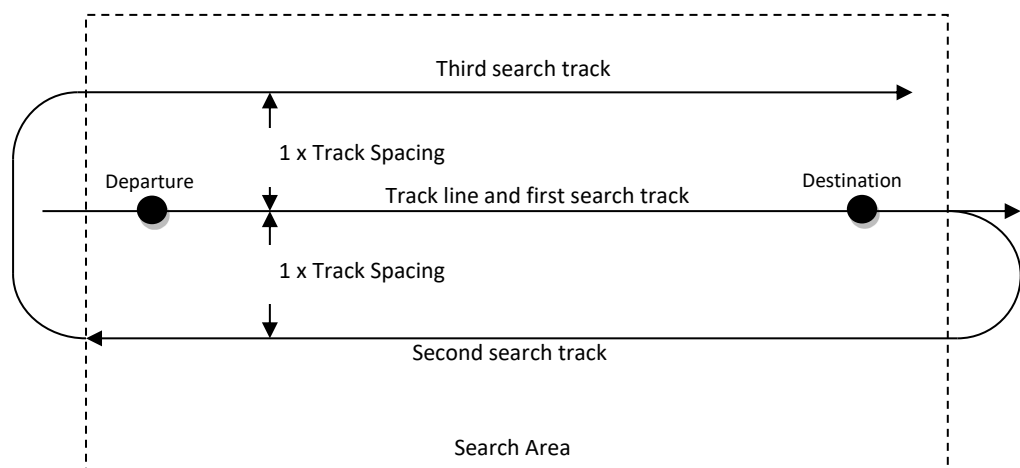 Third search track
1 x Track Spacing
Departure
Destination
Track line and first search track
1 x Track Spacing
Second search track
Search Area